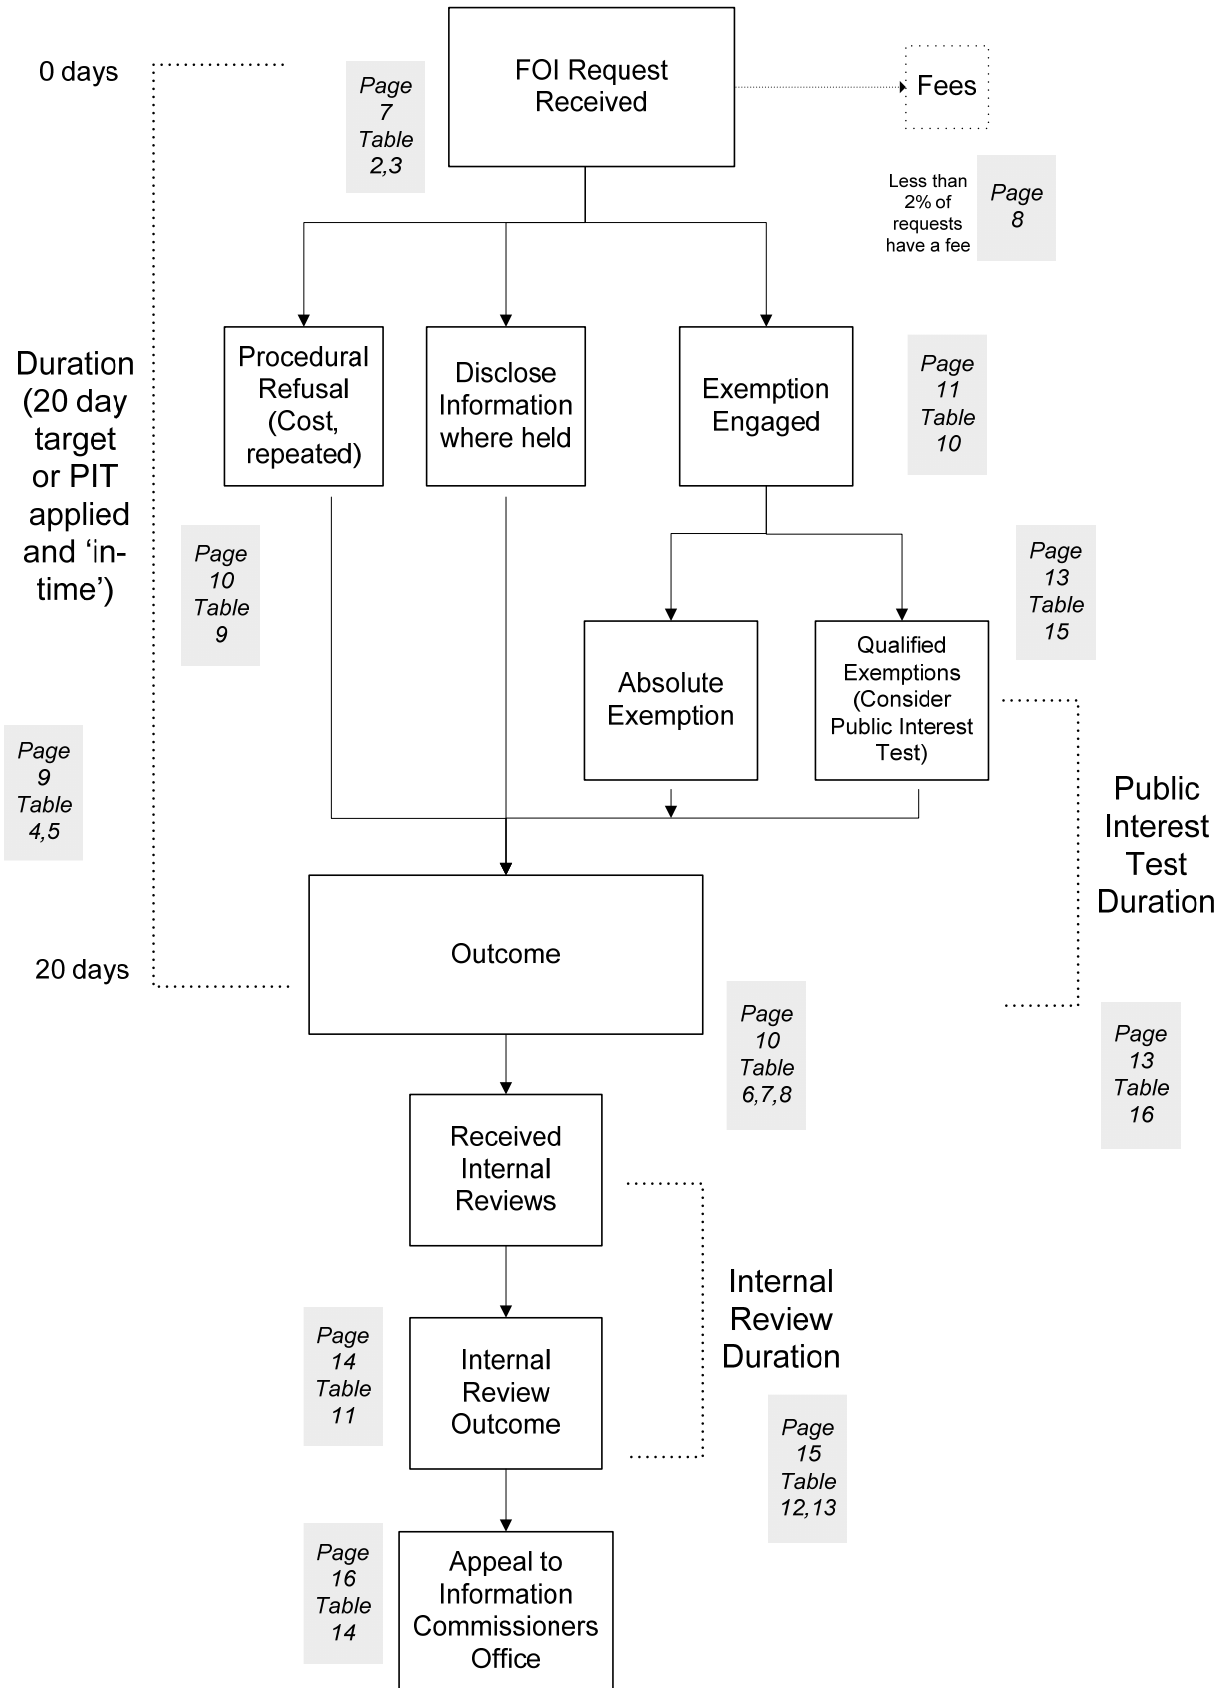 0 days
Page
7
Table
2,3
FOI Request
Received
Fees
Less than
2% of
requests
have a fee
Page
8
Duration
(20 day
target
or PIT
applied
and ‘in-
time’)
Procedural
Refusal
(Cost,
repeated)
Disclose
Information
where held
Exemption
Engaged
Page
11
Table
10
Page
10
Table
9
Page
13
Table
15
Absolute
Exemption
Qualified
Exemptions
(Consider
Public Interest
Test)
Page
9
Table
4,5
Public
Interest
Test
Duration
Outcome
20 days
Page
10
Table
6,7,8
Page
13
Table
16
Received
Internal
Reviews
Internal
Review
Duration
Page
14
Table
11
Internal
Review
Outcome
Page
15
Table
12,13
Page
16
Table
14
Appeal to
Information
Commissioners
Office